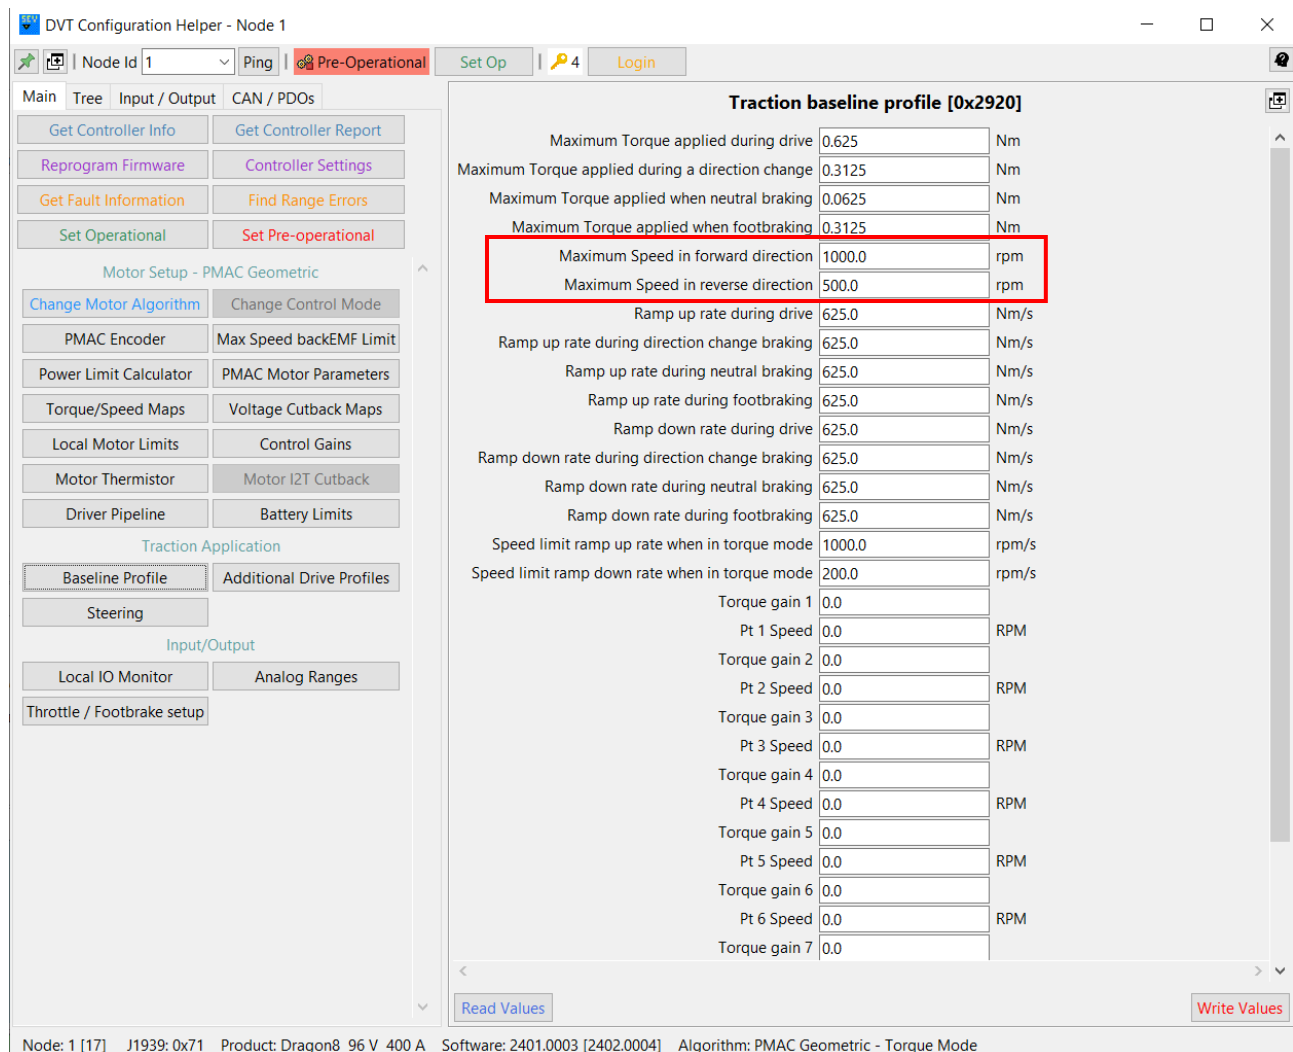 SEV DVT Configuration Helper - Node 1
Node Id 1 Ping Pre-Operational Set Op 4 Login
Main Tree Input / Output CAN / PDOs
Get Controller Info Get Controller Report
Reprogram Firmware Controller Settings
Get Fault Information Find Range Errors
Set Operational Set Pre-operational
Motor Setup - PMAC Geometric
Change Motor Algorithm Change Control Mode
PMAC Encoder Max Speed backEMF Limit
Power Limit Calculator PMAC Motor Parameters
Torque/Speed Maps Voltage Cutback Maps
Local Motor Limits Control Gains
Motor Thermistor Motor I2T Cutback
Driver Pipeline Battery Limits
Traction Application
Baseline Profile Additional Drive Profiles
Steering
Input/Output
Local IO Monitor Analog Ranges
Throttle / Footbrake setup
Traction baseline profile [0x2920]
Maximum Torque applied during drive 0.625 Nm
Maximum Torque applied during a direction change 0.3125 Nm
Maximum Torque applied when neutral braking 0.0625 Nm
Maximum Torque applied when footbraking 0.3125 Nm
Maximum Speed in forward direction 1000.0 rpm
Maximum Speed in reverse direction 500.0 rpm
Ramp up rate during drive 625.0 Nm/s
Ramp up rate during direction change braking 625.0 Nm/s
Ramp up rate during neutral braking 625.0 Nm/s
Ramp up rate during footbraking 625.0 Nm/s
Ramp down rate during drive 625.0 Nm/s
Ramp down rate during direction change braking 625.0 Nm/s
Ramp down rate during neutral braking 625.0 Nm/s
Ramp down rate during footbraking 625.0 Nm/s
Speed limit ramp up rate when in torque mode 1000.0 rpm/s
Speed limit ramp down rate when in torque mode 200.0 rpm/s
Torque gain 1 0.0
Pt 1 Speed 0.0 RPM
Torque gain 2 0.0
Pt 2 Speed 0.0 RPM
Torque gain 3 0.0
Pt 3 Speed 0.0 RPM
Torque gain 4 0.0
Pt 4 Speed 0.0 RPM
Torque gain 5 0.0
Pt 5 Speed 0.0 RPM
Torque gain 6 0.0
Pt 6 Speed 0.0 RPM
Torque gain 7 0.0
Read Values Write Values
Node: 1 [17] J1939: 0x71 Product: Dragon8 96 V 400 A Software: 2401.0003 [2402.0004] Algorithm: PMAC Geometric - Torque Mode